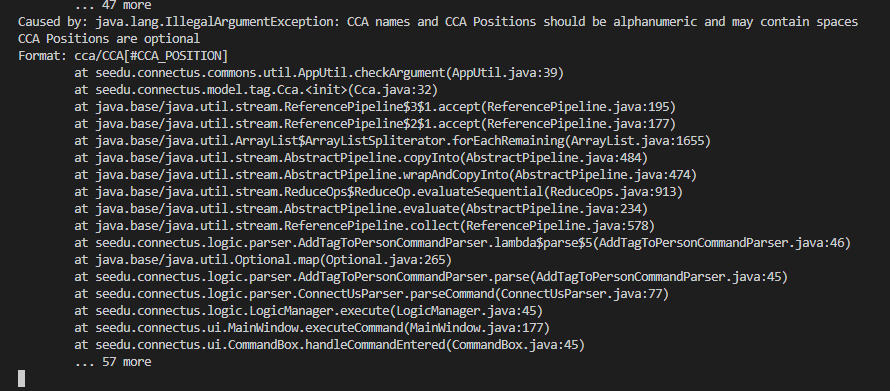 ... 47 more
Caused by: java.lang.IllegalArgumentException: CCA names and CCA Positions should be alphanumeric and may contain spaces
CCA Positions are optional
Format: cca/CCA[#CCA_POSITION]
at seedu.connectus.commons.util.AppUtil.checkArgument(AppUtil.java:39)
at seedu.connectus.model.tag.Cca.<init>(Cca.java:32)
at java.base/java.util.stream.ReferencePipeline$3$1.accept(ReferencePipeline.java:195)
at java.base/java.util.stream.ReferencePipeline$2$1.accept(ReferencePipeline.java:177)
at java.base/java.util.ArrayList$ArrayListSpliterator.forEachRemaining(ArrayList.java:1655)
at java.base/java.util.stream.AbstractPipeline.copyInto(AbstractPipeline.java:484)
at java.base/java.util.stream.AbstractPipeline.wrapAndCopyInto(AbstractPipeline.java:474)
at java.base/java.util.stream.ReduceOps$ReduceOp.evaluateSequential(ReduceOps.java:913)
at java.base/java.util.stream.AbstractPipeline.evaluate(AbstractPipeline.java:234)
at java.base/java.util.stream.ReferencePipeline.collect(ReferencePipeline.java:578)
at seedu.connectus.logic.parser.AddTagToPersonCommandParser.lambda$parse$5(AddTagToPersonCommandParser.java:46)
at java.base/java.util.Optional.map(Optional.java:265)
at seedu.connectus.logic.parser.AddTagToPersonCommandParser.parse(AddTagToPersonCommandParser.java:45)
at seedu.connectus.logic.parser.ConnectUsParser.parseCommand(ConnectUsParser.java:77)
at seedu.connectus.logic.LogicManager.execute(LogicManager.java:45)
at seedu.connectus.ui.MainWindow.executeCommand(MainWindow.java:177)
at seedu.connectus.ui.CommandBox.handleCommandEntered(CommandBox.java:45)
... 57 more